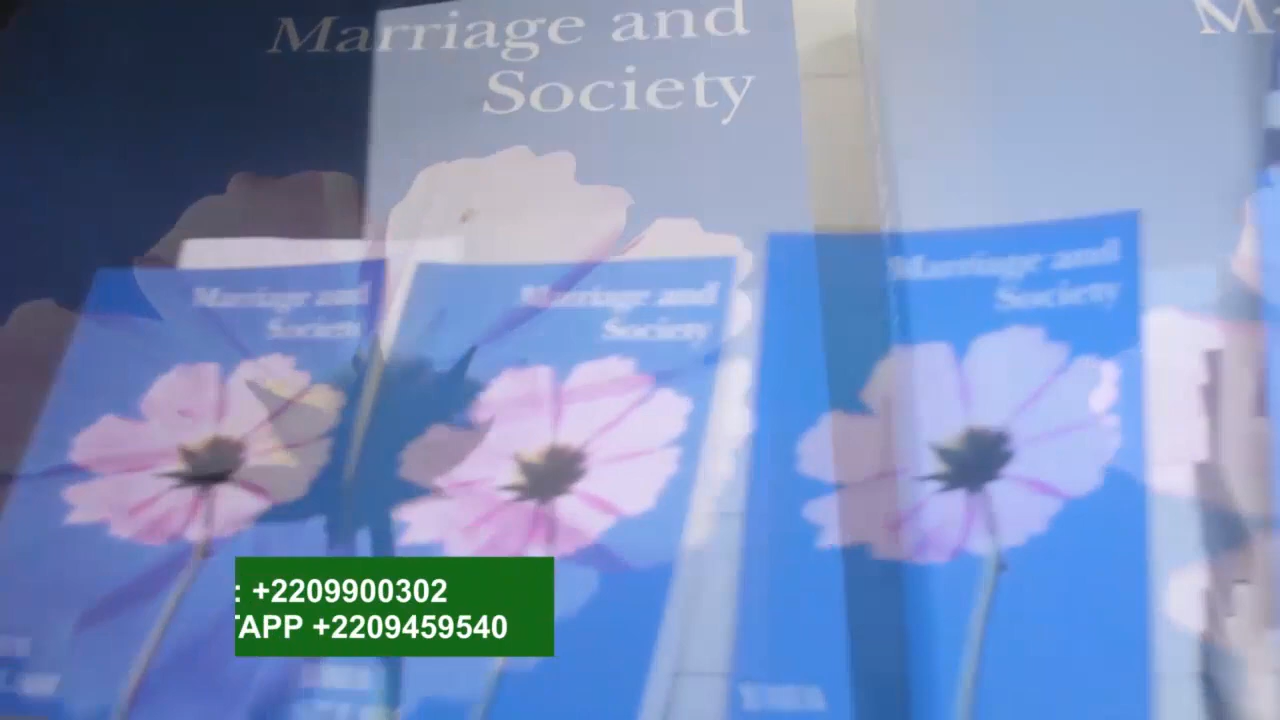 Marriage and
Society
Marriage and
Society
Marriage and
Society
Marriage and
Society
: +2209900302
TAPP +2209459540